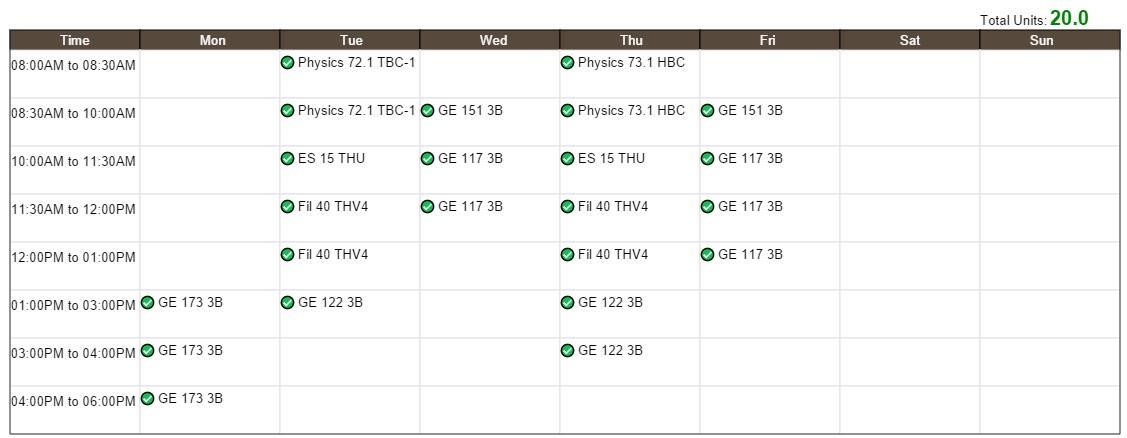 Total Units: 20.0
Time Mon Tue Wed Thu Fri Sat Sun
08:00AM to 08:30AM Physics 72.1 TBC-1 Physics 73.1 HBC
08:30AM to 10:00AM Physics 72.1 TBC-1 GE 151 3B Physics 73.1 HBC GE 151 3B
10:00AM to 11:30AM ES 15 THU GE 117 3B ES 15 THU GE 117 3B
11:30AM to 12:00PM Fil 40 THV4 GE 117 3B Fil 40 THV4 GE 117 3B
12:00PM to 01:00PM Fil 40 THV4 Fil 40 THV4 GE 117 3B
01:00PM to 03:00PM GE 173 3B GE 122 3B GE 122 3B
03:00PM to 04:00PM GE 173 3B GE 122 3B
04:00PM to 06:00PM GE 173 3B